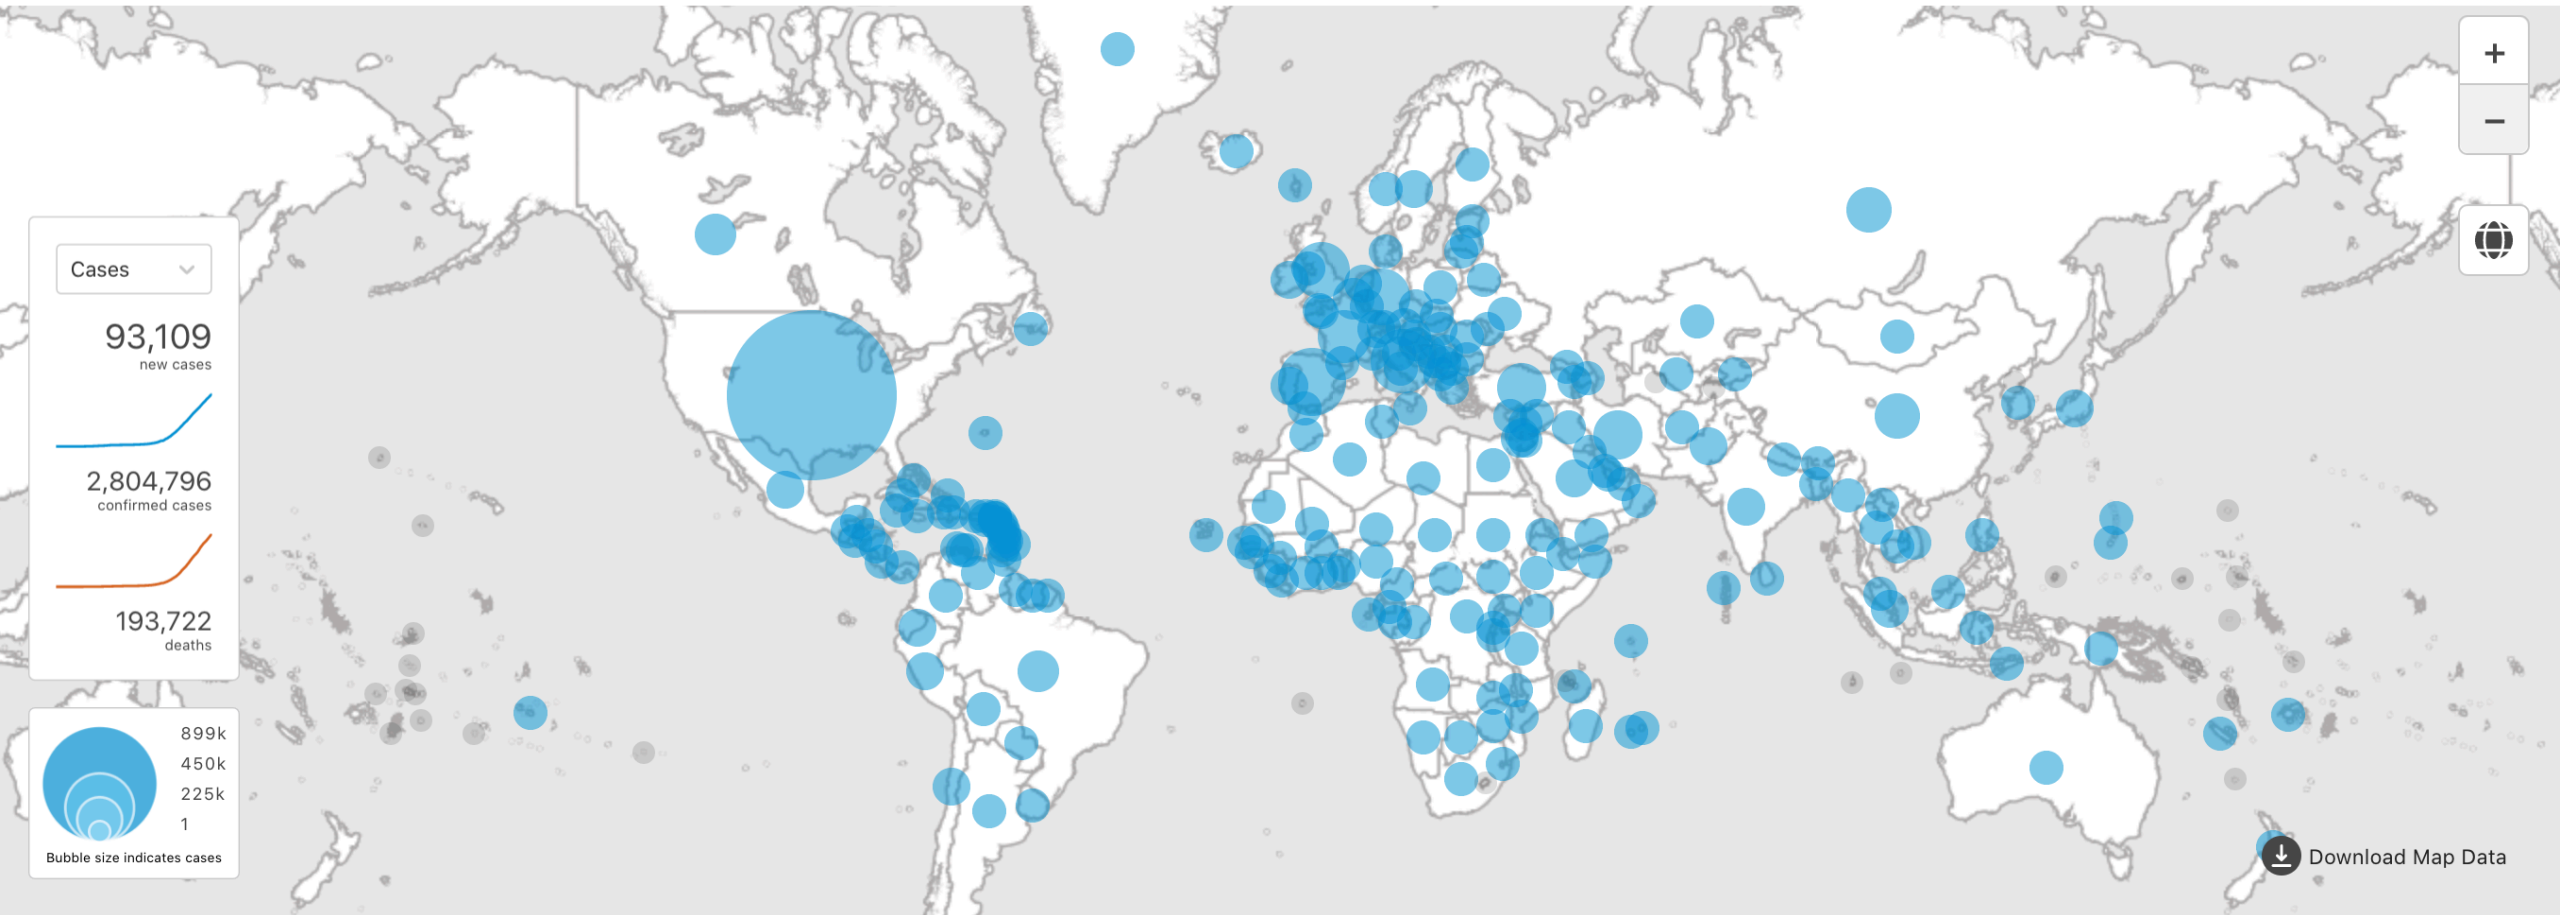 +
−
Cases
93,109
new cases
2,804,796
confirmed cases
193,722
deaths
899k
450k
225k
1
Bubble size indicates cases
Download Map Data